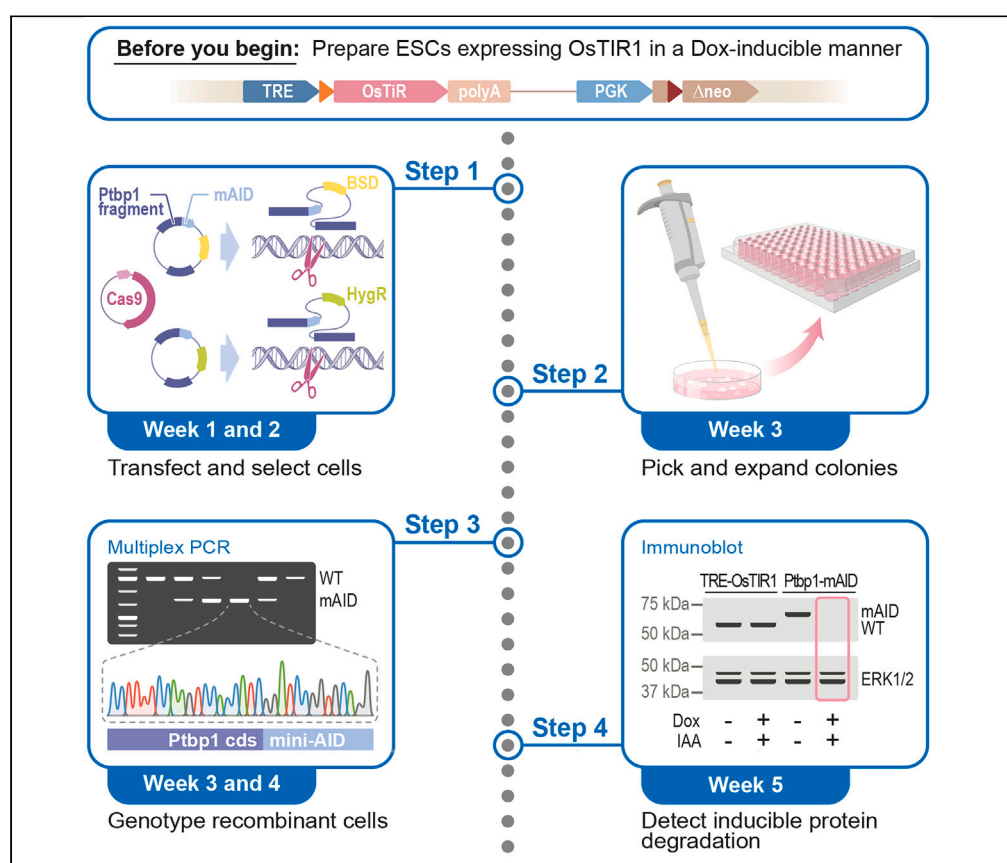 Before you begin: Prepare ESCs expressing OsTIR1 in a Dox-inducible manner
TRE OsTiR polyA PGK Δneo
Step 1
Ptbp1
fragment
mAID
BSD
Cas9
HygR
Week 1 and 2
Transfect and select cells
Step 2
Week 3
Pick and expand colonies
Step 3
Multiplex PCR
WT
mAID
Ptbp1 cds mini-AID
Week 3 and 4
Genotype recombinant cells
Step 4
Immunoblot
TRE-OsTIR1 Ptbp1-mAID
75 kDa
mAID
WT
50 kDa
50 kDa
ERK1/2
37 kDa
Dox - + - +
IAA - + - +
Week 5
Detect inducible protein
degradation